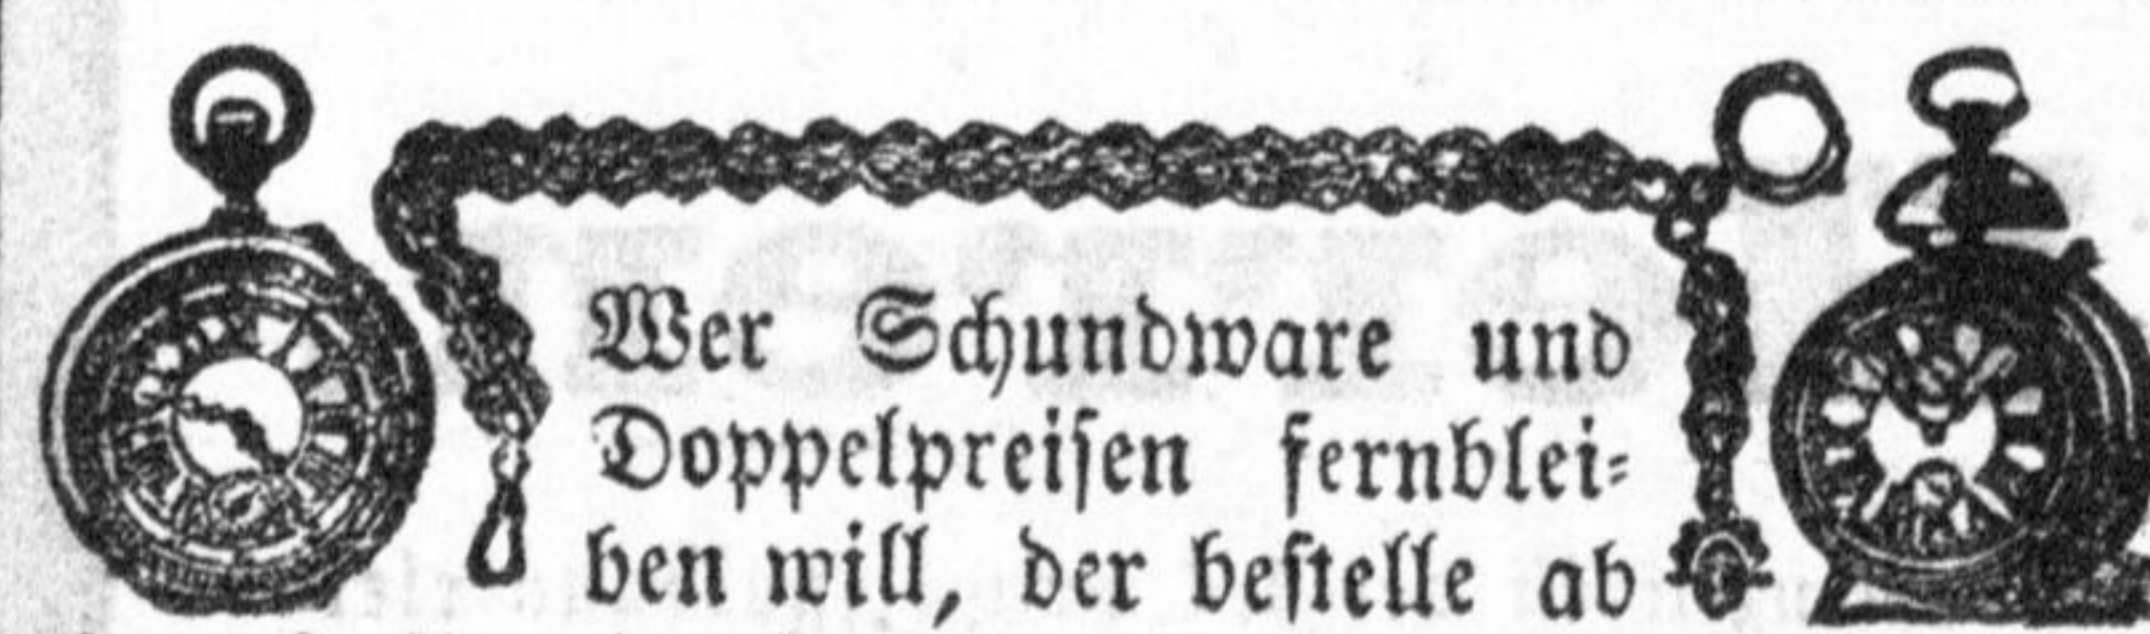 Wer Schundware und
Doppelpreiſen fernblei⸗
ben will, der beſtelle ab